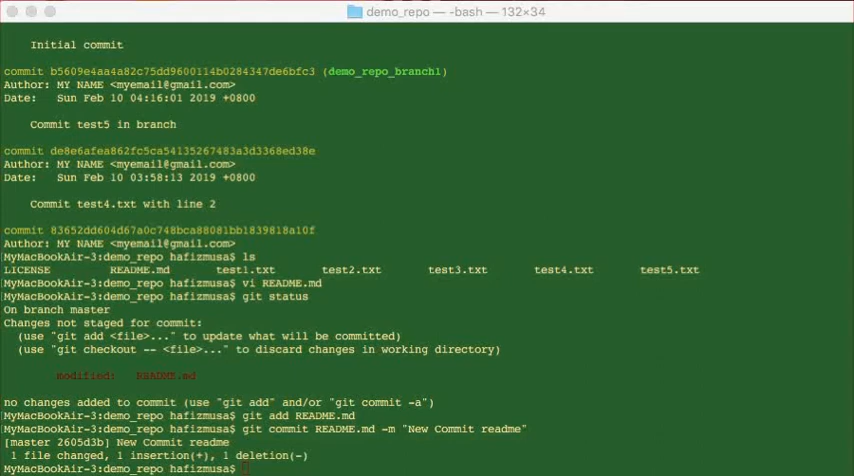 demo_repo — -bash — 132×34
Initial commit
commit b5609e4aa4a82c75dd9600114b0284347de6bfc3 (demo_repo_branch1)
Author: MY NAME <myemail@gmail.com>
Date:   Sun Feb 10 04:16:01 2019 +0800
Commit test5 in branch
commit de8e6afea862fc5ca54135267483a3d3368ed38e
Author: MY NAME <myemail@gmail.com>
Date:   Sun Feb 10 03:58:13 2019 +0800
Commit test4.txt with line 2
commit 83652dd604d67a0c748bca88081bb1839818a10f
Author: MY NAME <myemail@gmail.com>
MyMacBookAir-3:demo_repo hafizmusa$ ls
LICENSE README.md test1.txt test2.txt test3.txt test4.txt test5.txt
MyMacBookAir-3:demo_repo hafizmusa$ vi README.md
MyMacBookAir-3:demo_repo hafizmusa$ git status
On branch master
Changes not staged for commit:
(use "git add <file>..." to update what will be committed)
(use "git checkout -- <file>..." to discard changes in working directory)
modified:   README.md
no changes added to commit (use "git add" and/or "git commit -a")
MyMacBookAir-3:demo_repo hafizmusa$ git add README.md
MyMacBookAir-3:demo_repo hafizmusa$ git commit README.md -m "New Commit readme"
[master 2605d3b] New Commit readme
1 file changed, 1 insertion(+), 1 deletion(-)
MyMacBookAir-3:demo_repo hafizmusa$